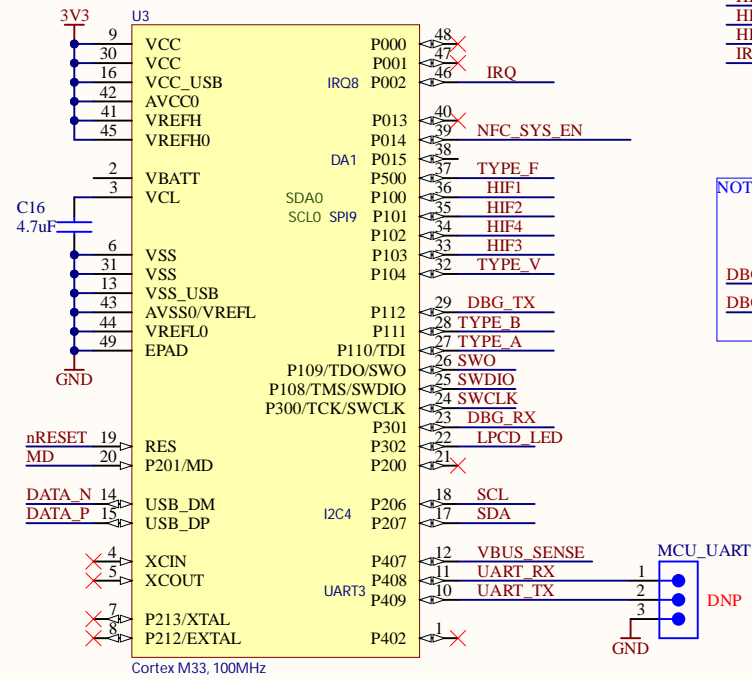 3V3
U3
9 VCC
30 VCC
16 VCC_USB
42 AVCC0
41 VREFH
45 VREFH0
2 VBATT
3 VCL
C16
4.7uF
6 VSS
31 VSS
13 VSS_USB
43 AVSS0/VREFL
44 VREFL0
49 EPAD
GND
nRESET 19 RES
MD 20 P201/MD
DATA_N 14 USB_DM
DATA_P 15 USB_DP
4 XCIN
5 XCOUT
7 P213/XTAL
8 P212/EXTAL
Cortex M33, 100MHz
P000 48
P001 47
IRQ8 P002 46 IRQ
P013 40
P014 39 NFC_SYS_EN
DA1 P015 38
P500 37 TYPE_F
SDA0 P100 36 HIF1
SCL0 SPI9 P101 35 HIF2
P102 34 HIF4
P103 33 HIF3
P104 32 TYPE_V
P112 29 DBG_TX
P111 28 TYPE_B
P110/TDI 27 TYPE_A
P109/TDO/SWO 26 SWO
P108/TMS/SWDIO 25 SWDIO
P300/TCK/SWCLK 24 SWCLK
P301 23 DBG_RX
P302 22 LPCD_LED
P200 21
P206 18 SCL
I2C4 P207 17 SDA
P407 12 VBUS_SENSE
P408 11 UART_RX
UART3 P409 10 UART_TX
P402 1
MCU_UART
1
2
3
DNP
GND
NOT